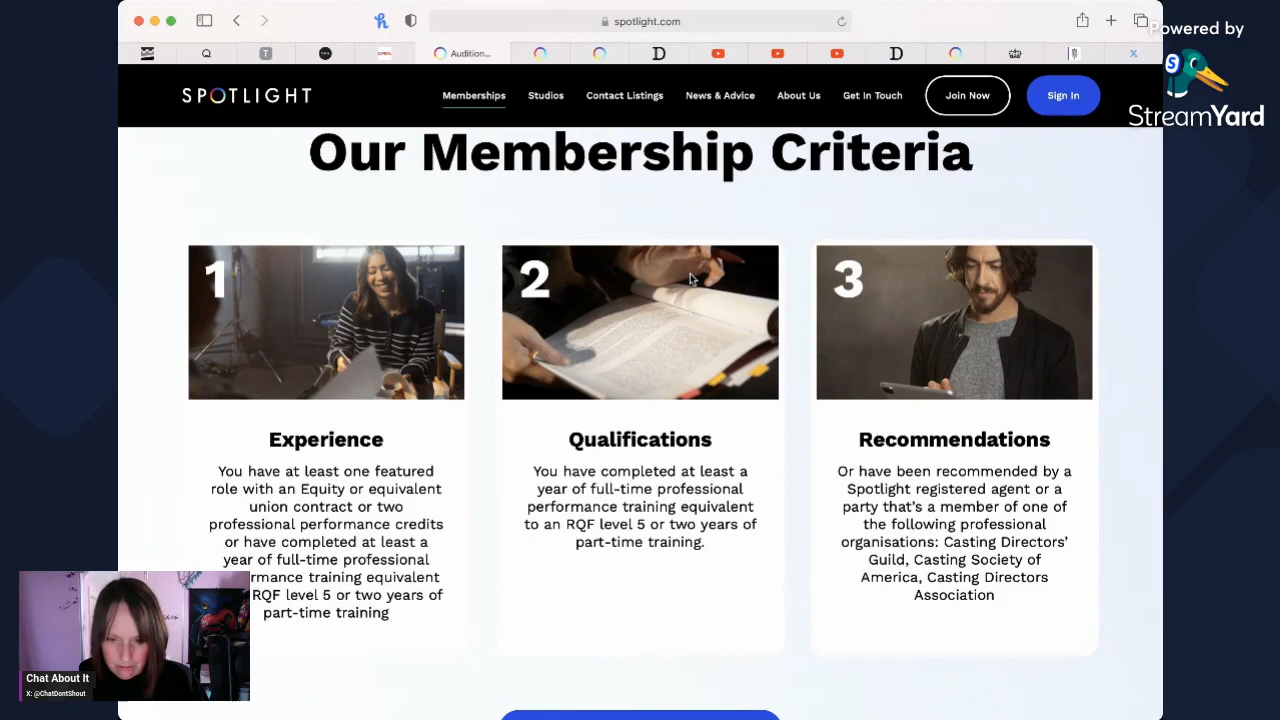 spotlight.com
Powered by
StreamYard
Audition...
SPOTLIGHT
Memberships
Studios
Contact Listings
News & Advice
About Us
Get In Touch
Join Now
Sign In
Our Membership Criteria
1
Experience
You have at least one featured
role with an Equity or equivalent
union contract or two
professional performance credits
or have completed at least a
year of full-time professional
rmance training equivalent
RQF level 5 or two years of
part-time training
2
Qualifications
You have completed at least a
year of full-time professional
performance training equivalent
to an RQF level 5 or two years of
part-time training.
3
Recommendations
Or have been recommended by a
Spotlight registered agent or a
party that's a member of one of
the following professional
organisations: Casting Directors'
Guild, Casting Society of
America, Casting Directors
Association
Chat About It
X: @ChatDontShout